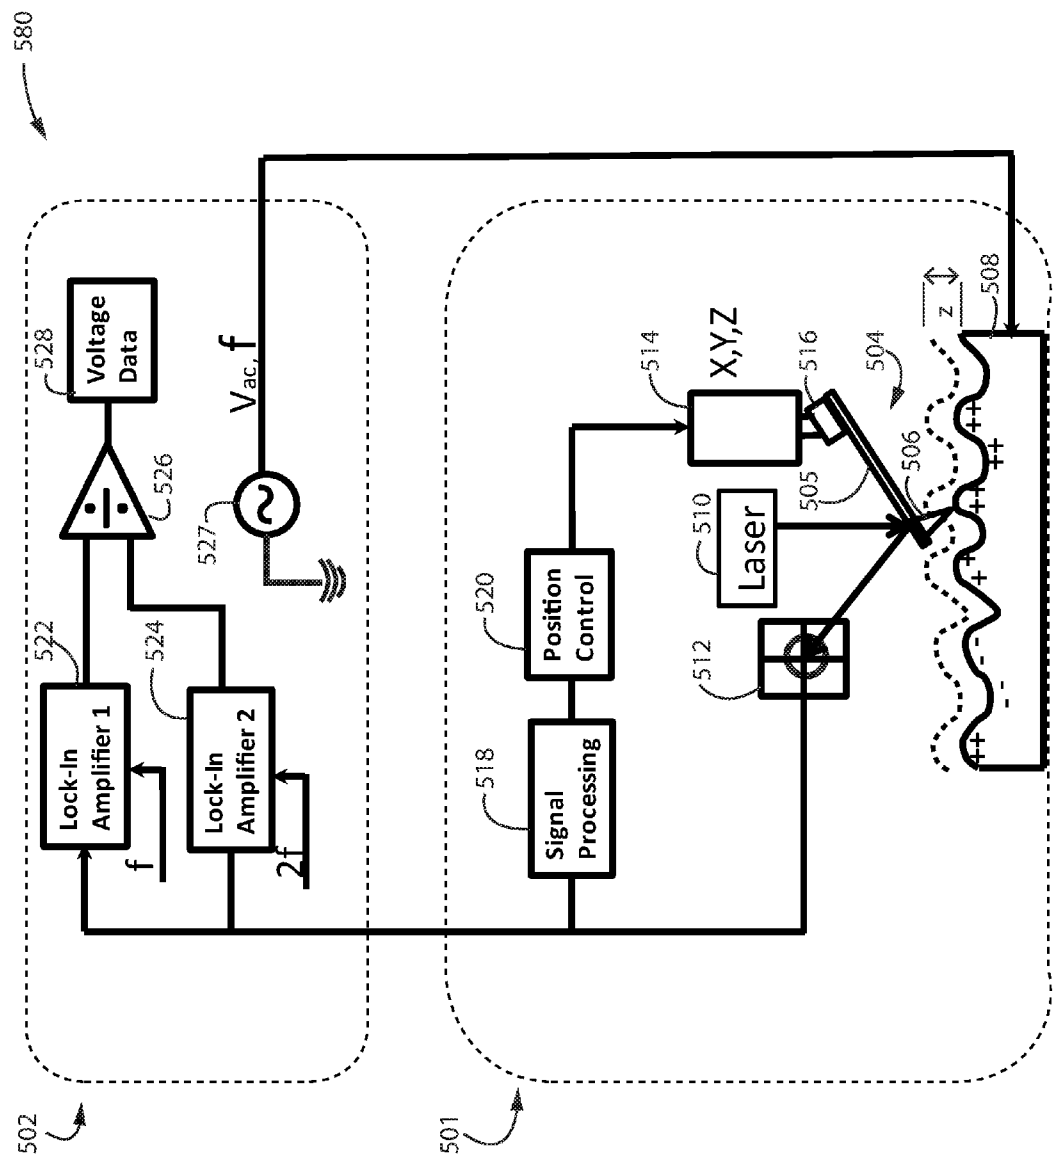 502
580
522
528
Voltage
Data
Lock-In
Amplifier 1
f
524
526
527
Vac, f
Lock-In
Amplifier 2
2f
501
518
520
Signal
Processing
Position
Control
514
512
510
Laser
X,Y,Z
516
505
504
506
z
508
++
- -
- -
+ +
++
++
++